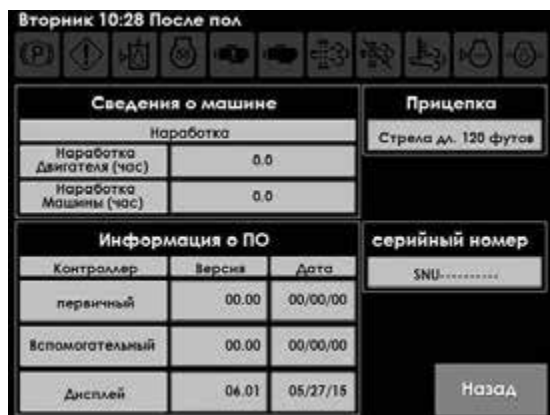 Вторник 10:28 После пол
Сведения о машине
Наработка
Наработка
Двигателя (час)
0.0
Наработка
Машины (час)
0.0
Прицепка
Стрела дл. 120 футов
Информация о ПО
Контроллер Версия Дата
первичный 00.00 00/00/00
Вспомогательный 00.00 00/00/00
Дисплей 06.01 05/27/15
серийный номер
SNU----------
Назад